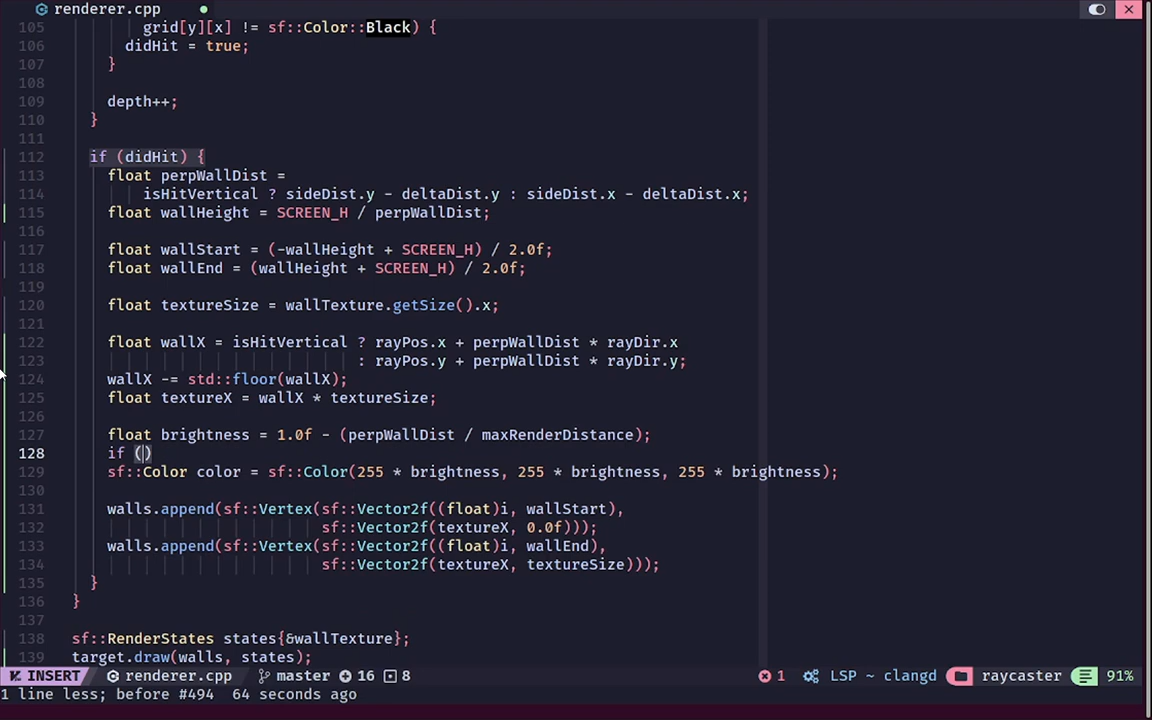 renderer.cpp
105 grid[y][x] != sf::Color::Black) {
106 didHit = true;
107 }
108
109 depth++;
110 }
111
112 if (didHit) {
113 float perpWallDist =
114 isHitVertical ? sideDist.y - deltaDist.y : sideDist.x - deltaDist.x;
115 float wallHeight = SCREEN_H / perpWallDist;
116
117 float wallStart = (-wallHeight + SCREEN_H) / 2.0f;
118 float wallEnd = (wallHeight + SCREEN_H) / 2.0f;
119
120 float textureSize = wallTexture.getSize().x;
121
122 float wallX = isHitVertical ? rayPos.x + perpWallDist * rayDir.x
123 : rayPos.y + perpWallDist * rayDir.y;
124 wallX -= std::floor(wallX);
125 float textureX = wallX * textureSize;
126
127 float brightness = 1.0f - (perpWallDist / maxRenderDistance);
128 if ()
129 sf::Color color = sf::Color(255 * brightness, 255 * brightness, 255 * brightness);
130
131 walls.append(sf::Vertex(sf::Vector2f((float)i, wallStart),
132 sf::Vector2f(textureX, 0.0f)));
133 walls.append(sf::Vertex(sf::Vector2f((float)i, wallEnd),
134 sf::Vector2f(textureX, textureSize)));
135 }
136 }
137
138 sf::RenderStates states{&wallTexture};
139 target.draw(walls, states);
INSERT renderer.cpp master 16 8 1 LSP ~ clangd raycaster 91%
1 line less; before #494 64 seconds ago